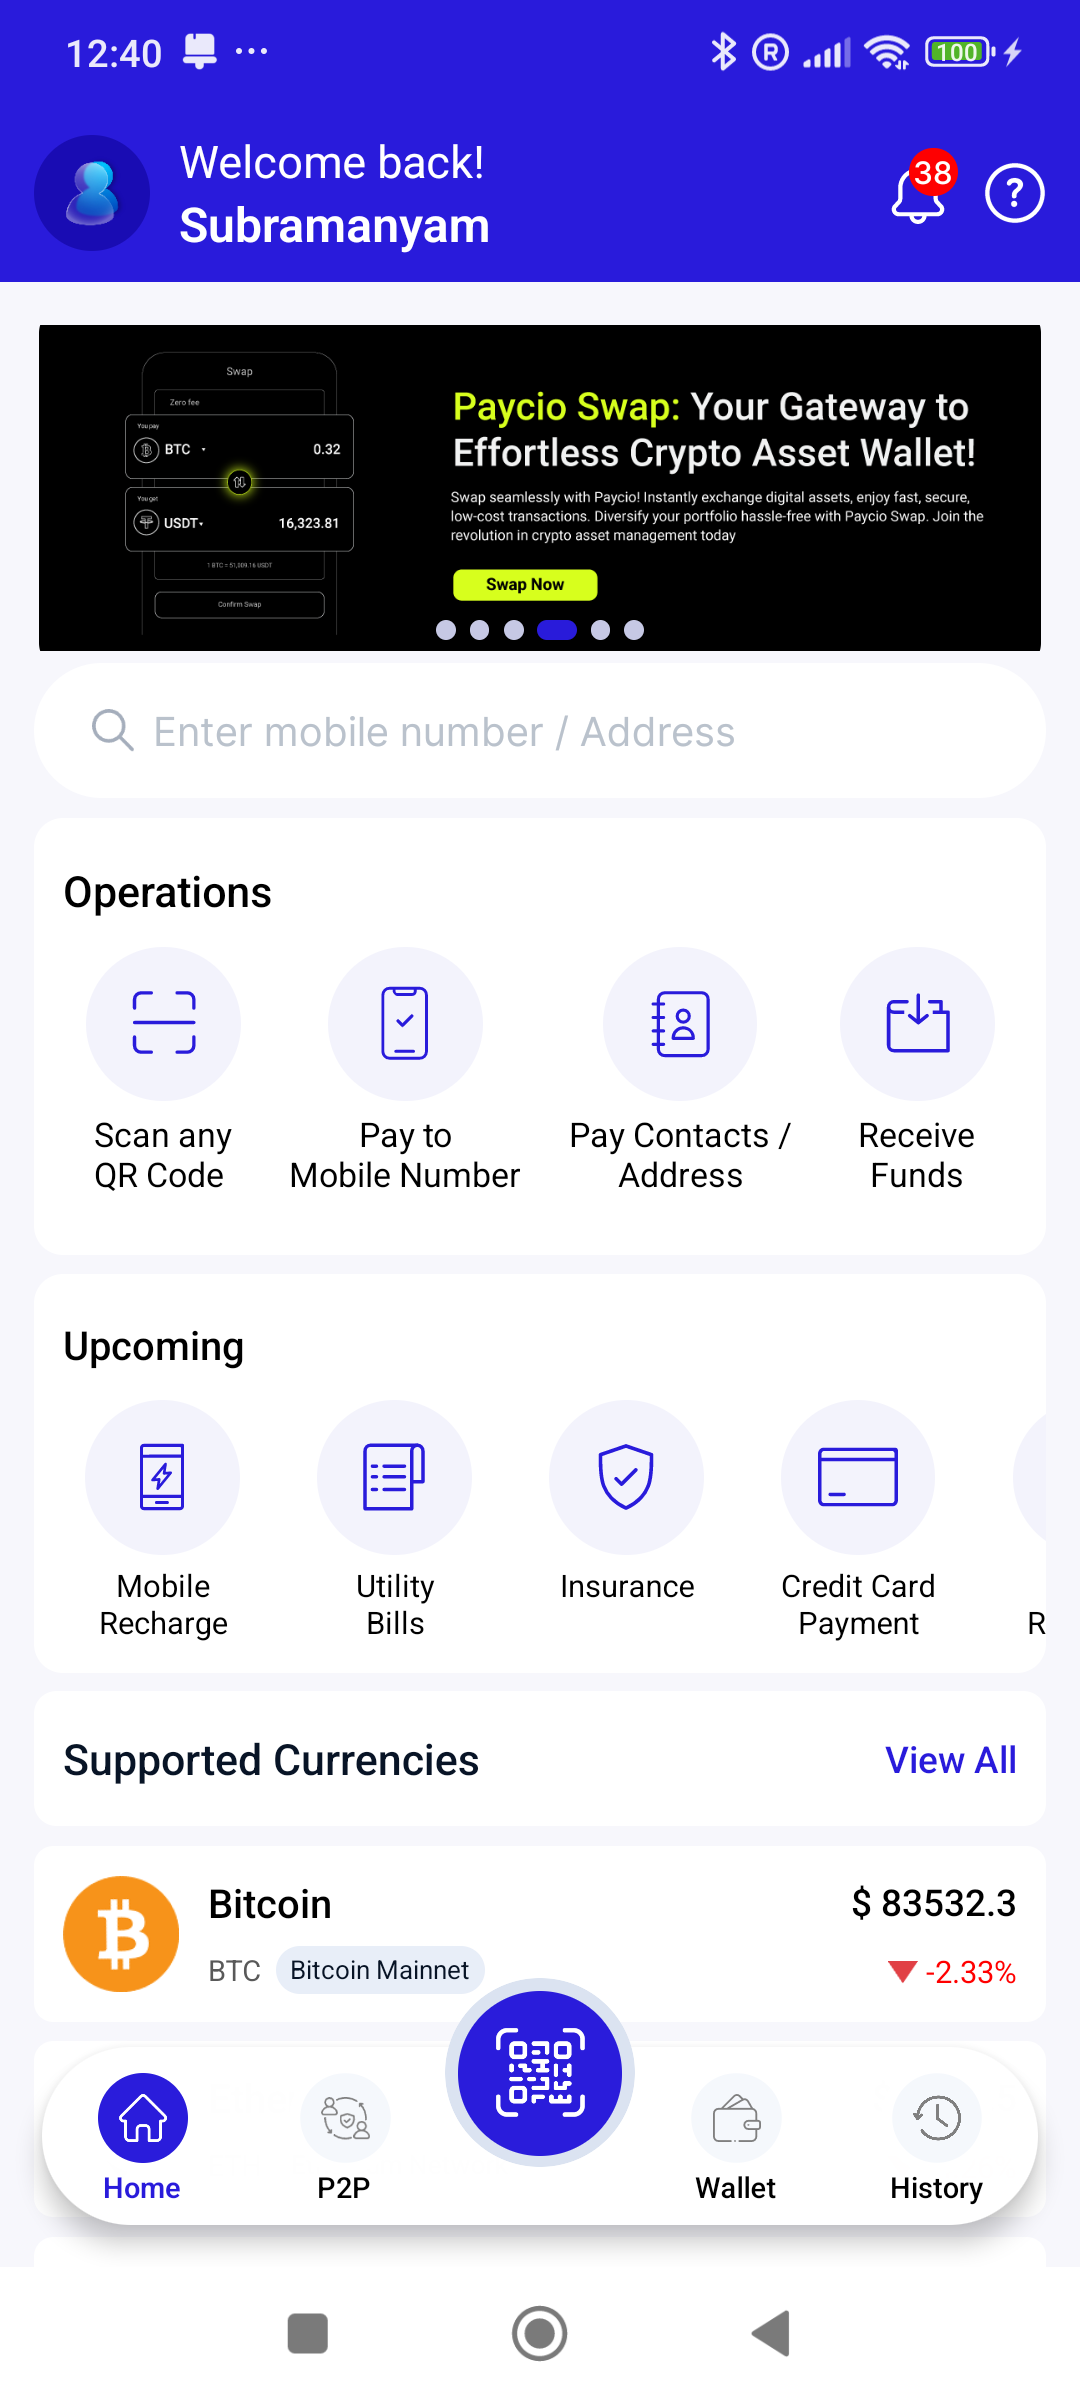 12:40
100
Welcome back!
Subramanyam
38
Swap
Zero fee
You pay
BTC
0.32
You get
USDT
16,323.81
1 BTC = 51,009.16 USDT
Confirm Swap
Paycio Swap: Your Gateway to
Effortless Crypto Asset Wallet!
Swap seamlessly with Paycio! Instantly exchange digital assets, enjoy fast, secure,
low-cost transactions. Diversify your portfolio hassle-free with Paycio Swap. Join the
revolution in crypto asset management today
Swap Now
Enter mobile number / Address
Operations
Scan any
QR Code
Pay to
Mobile Number
Pay Contacts /
Address
Receive
Funds
Upcoming
Mobile
Recharge
Utility
Bills
Insurance
Credit Card
Payment
R
Supported Currencies
View All
Bitcoin
$ 83532.3
BTC
Bitcoin Mainnet
-2.33%
Home
P2P
Wallet
History